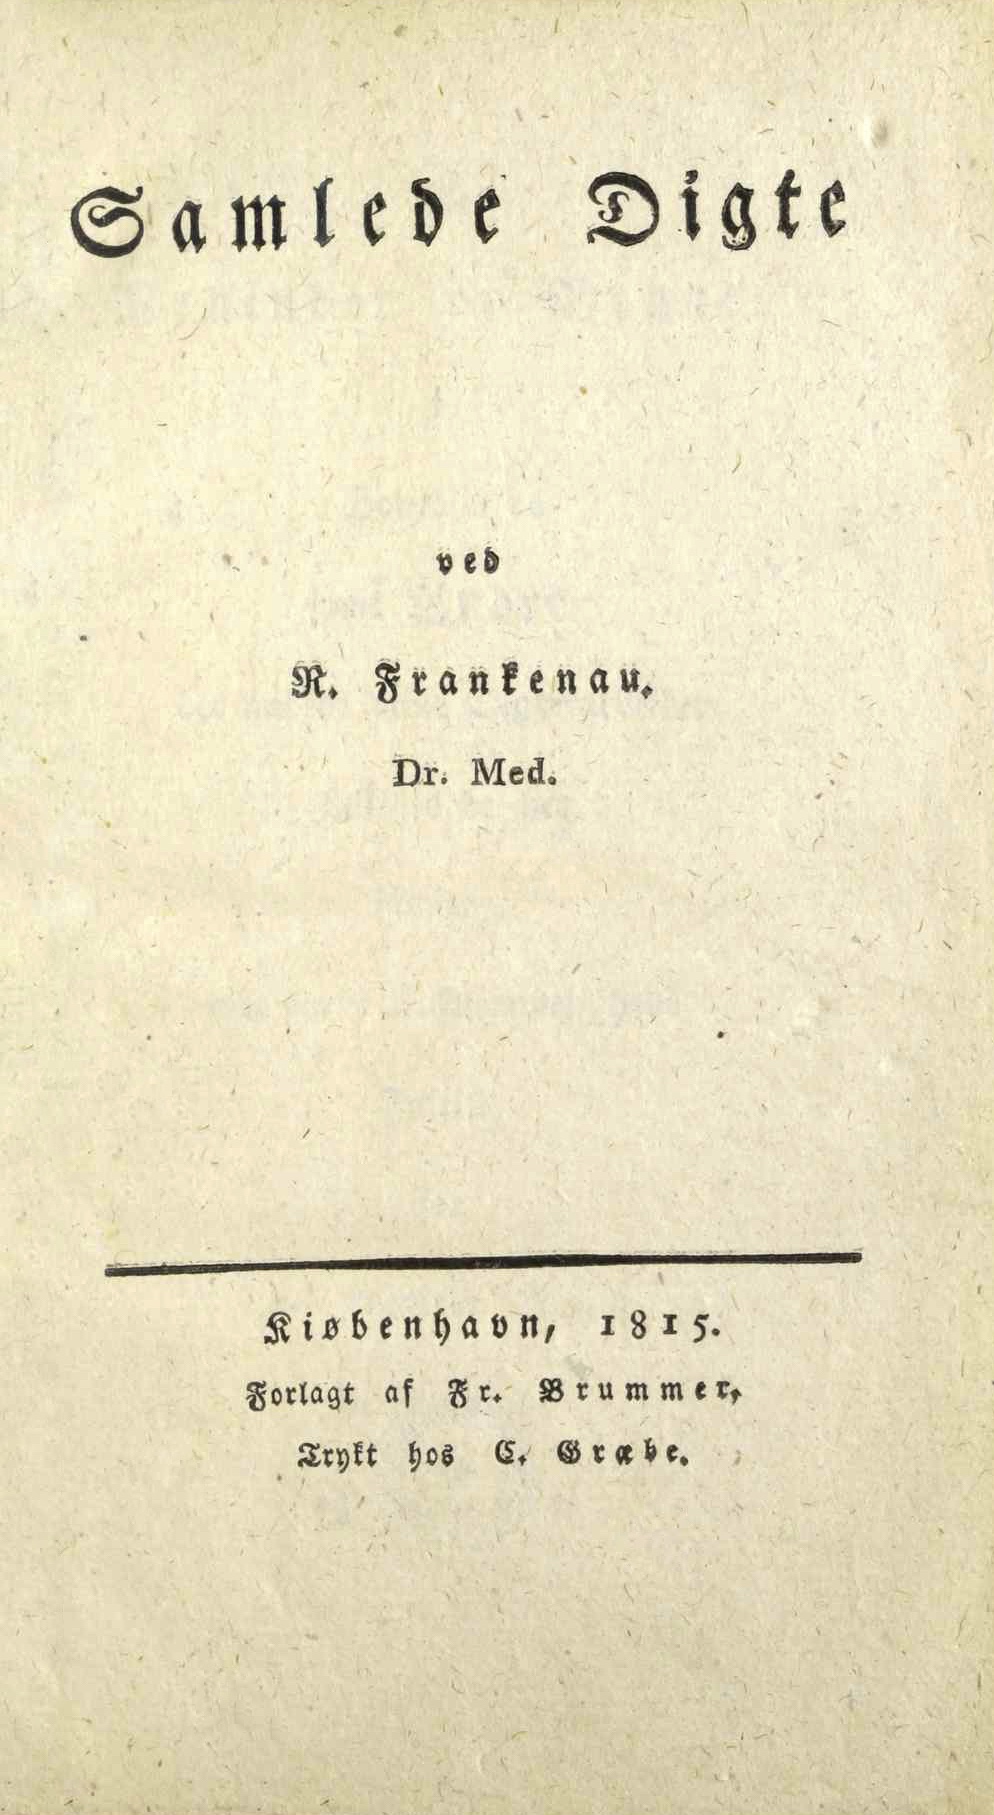 Samlede Digte
ved
R. Frankenau.
Dr. Med.
Kiøbenhavn, 1815.
Forlagt af Fr. Brummer,
Trykt hos C. Græbe.